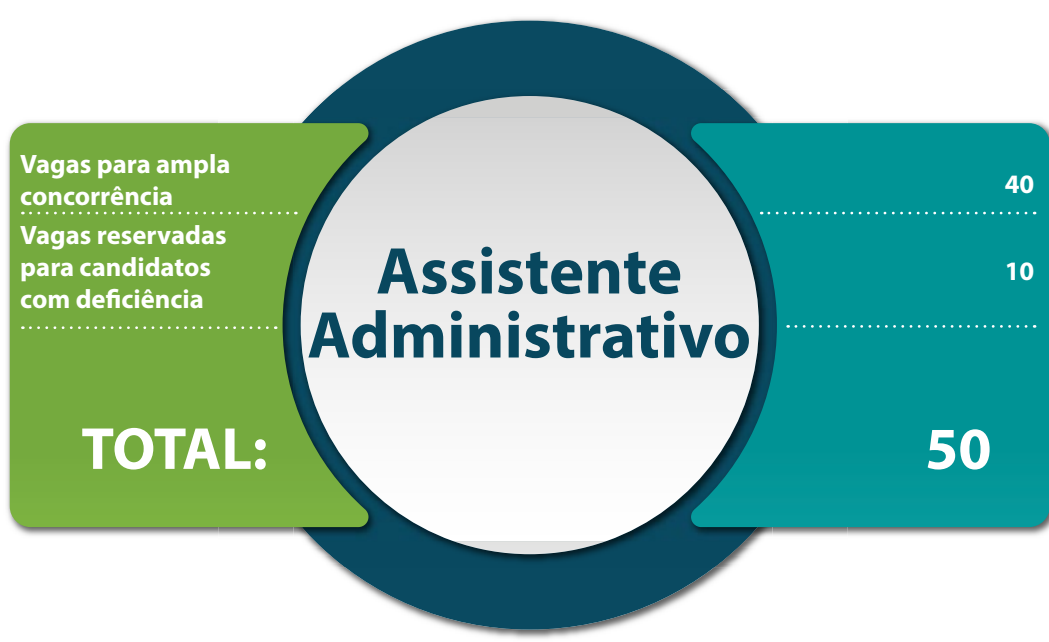 Vagas para ampla
concorrência
40
Vagas reservadas
para candidatos
com deficiência
10
Assistente
Administrativo
TOTAL:
50